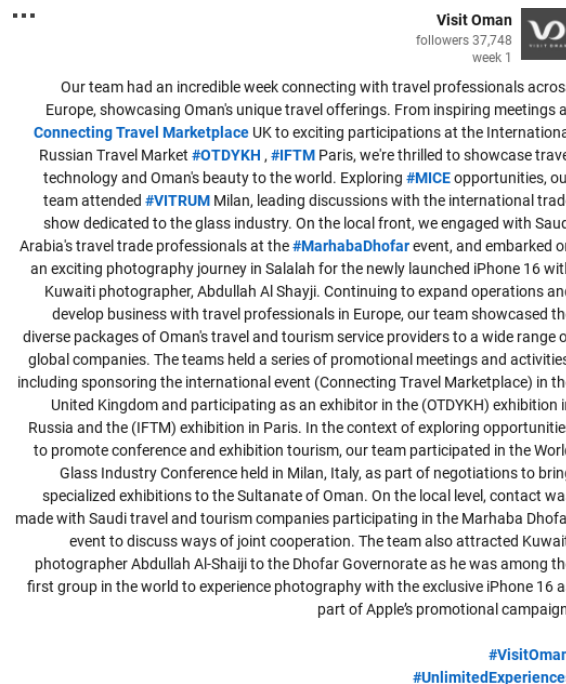 Visit Oman
followers 37,748
week 1
VISIT OMAN
Our team had an incredible week connecting with travel professionals acros
Europe, showcasing Oman's unique travel offerings. From inspiring meetings a
Connecting Travel Marketplace UK to exciting participations at the Internationa
Russian Travel Market #OTDYKH , #IFTM Paris, we're thrilled to showcase trave
technology and Oman's beauty to the world. Exploring #MICE opportunities, ou
team attended #VITRUM Milan, leading discussions with the international trad
show dedicated to the glass industry. On the local front, we engaged with Saud
Arabia's travel trade professionals at the #MarhabaDhofar event, and embarked o
an exciting photography journey in Salalah for the newly launched iPhone 16 wit
Kuwaiti photographer, Abdullah Al Shayji. Continuing to expand operations and
develop business with travel professionals in Europe, our team showcased th
diverse packages of Oman's travel and tourism service providers to a wide range o
global companies. The teams held a series of promotional meetings and activities
including sponsoring the international event (Connecting Travel Marketplace) in th
United Kingdom and participating as an exhibitor in the (OTDYKH) exhibition i
Russia and the (IFTM) exhibition in Paris. In the context of exploring opportunitie
to promote conference and exhibition tourism, our team participated in the Worl
Glass Industry Conference held in Milan, Italy, as part of negotiations to bring
specialized exhibitions to the Sultanate of Oman. On the local level, contact wa
made with Saudi travel and tourism companies participating in the Marhaba Dhofa
event to discuss ways of joint cooperation. The team also attracted Kuwait
photographer Abdullah Al-Shaiji to the Dhofar Governorate as he was among th
first group in the world to experience photography with the exclusive iPhone 16 a
part of Apple's promotional campaign
#VisitOman
#UnlimitedExperience